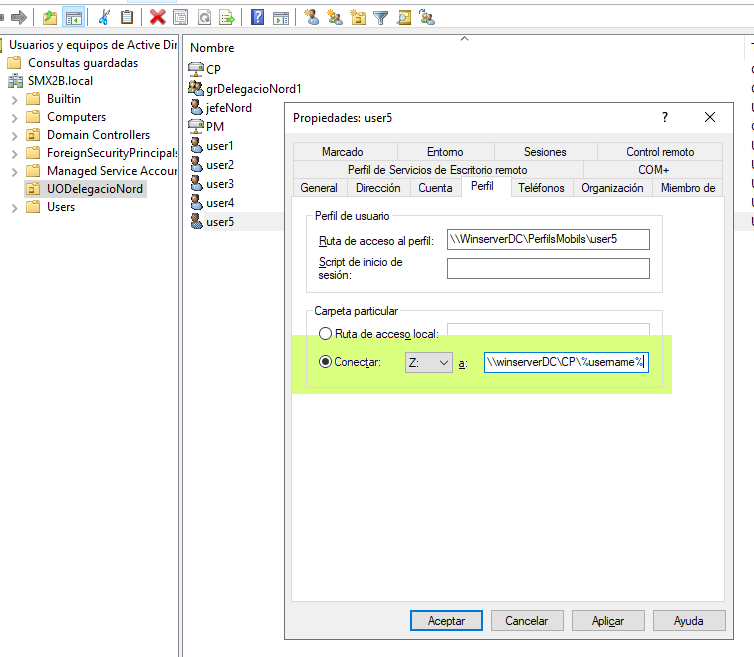 Usuarios y equipos de Active Dir
Consultas guardadas
SMX2B.local
Builtin
Computers
Domain Controllers
ForeignSecurityPrincipals
Managed Service Accour
UODelegacioNord
Users
Nombre
CP
grDelegacioNord1
jefeNord
PM
user1
user2
user3
user4
user5
Propiedades: user5
Marcado Entorno Sesiones Control remoto
Perfil de Servicios de Escritorio remoto COM+
General Dirección Cuenta Perfil Teléfonos Organización Miembro de
Perfil de usuario
Ruta de acceso al perfil: \\WinserverDC\PerfilsMobils\user5
Script de inicio de
sesión:
Carpeta particular
Ruta de acceso local:
Conectar: Z: a: \\winserverDC\CP\%username%
Aceptar Cancelar Aplicar Ayuda